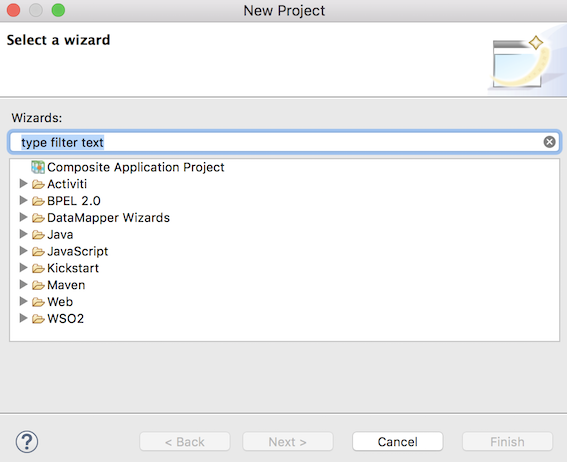 New Project
Select a wizard
Wizards:
type filter text
Composite Application Project
Activiti
BPEL 2.0
DataMapper Wizards
Java
JavaScript
Kickstart
Maven
Web
WSO2
?
< Back
Next >
Cancel
Finish